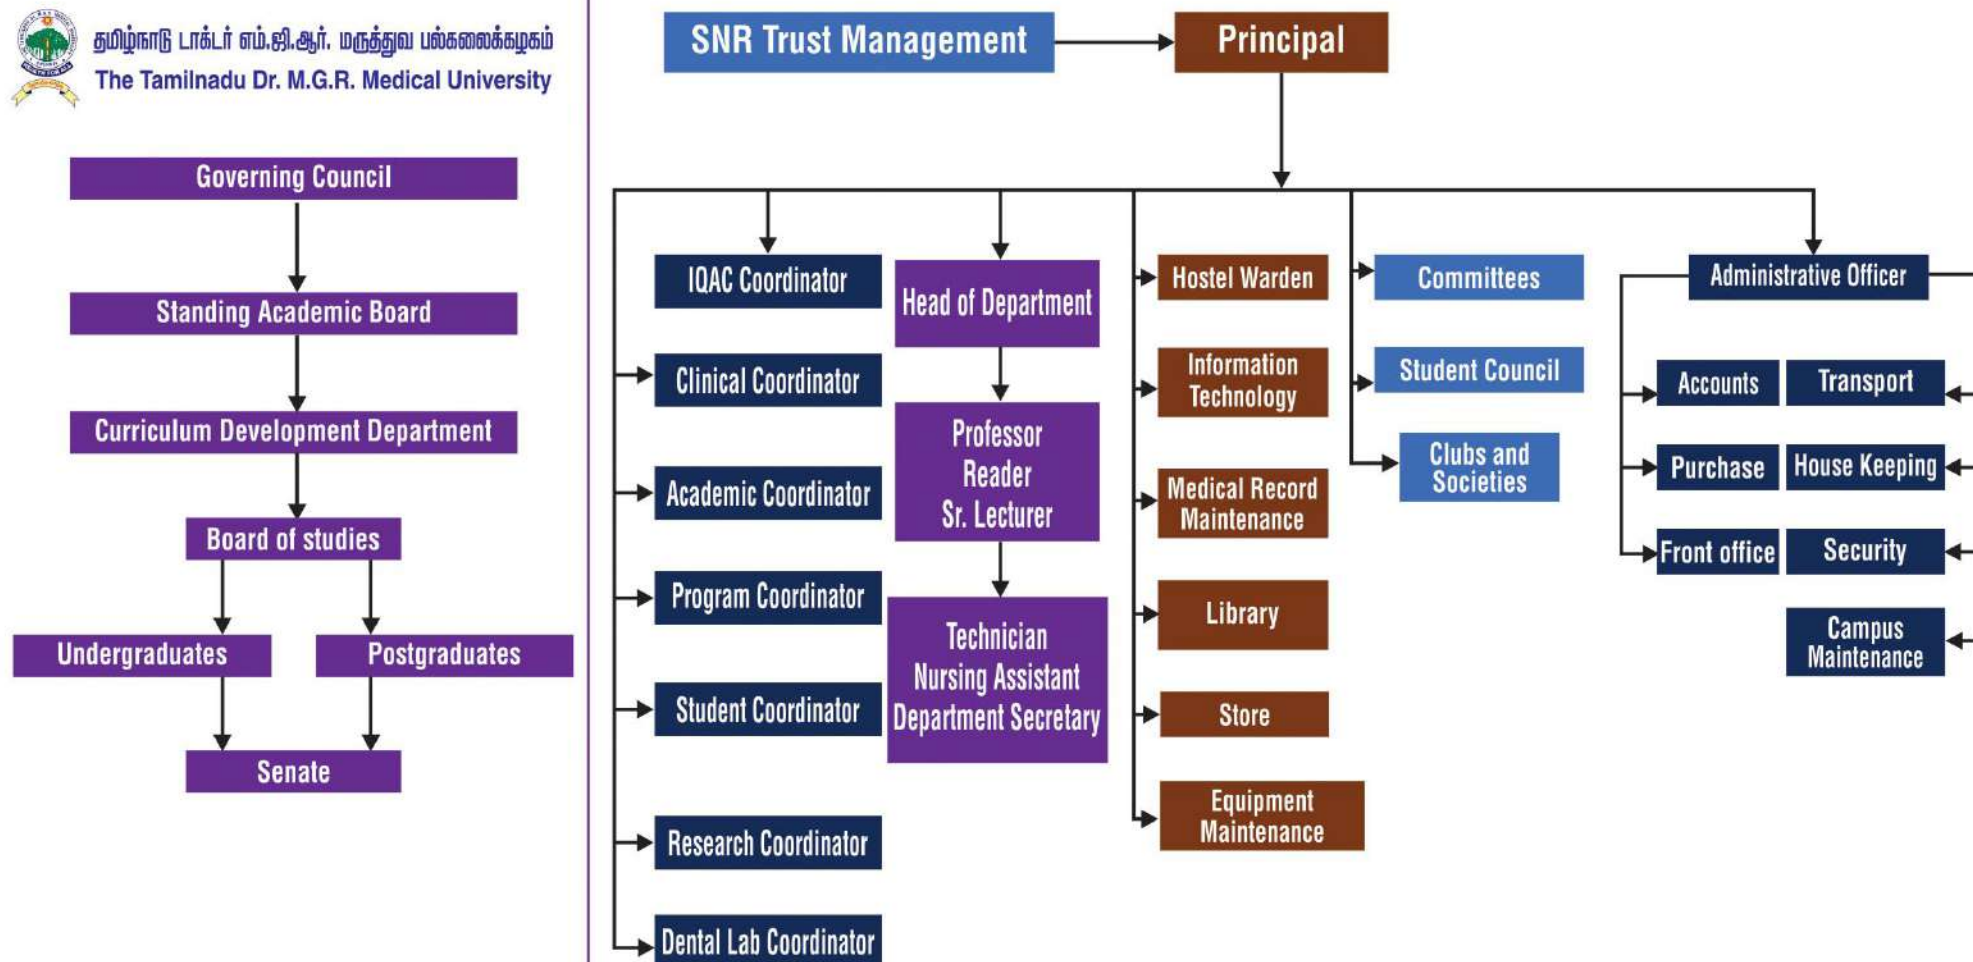 தமிழ்நாடு டாக்டர் எம்.ஜி.ஆர். மருத்துவ பல்கலைக்கழகம்
The Tamilnadu Dr. M.G.R. Medical University
Governing Council
Standing Academic Board
Curriculum Development Department
Board of studies
Undergraduates
Postgraduates
Senate
SNR Trust Management
Principal
IQAC Coordinator
Clinical Coordinator
Academic Coordinator
Program Coordinator
Student Coordinator
Research Coordinator
Dental Lab Coordinator
Head of Department
Professor
Reader
Sr. Lecturer
Technician
Nursing Assistant
Department Secretary
Hostel Warden
Information
Technology
Medical Record
Maintenance
Library
Store
Equipment
Maintenance
Committees
Student Council
Clubs and
Societies
Administrative Officer
Accounts
Purchase
Front office
Transport
House Keeping
Security
Campus
Maintenance